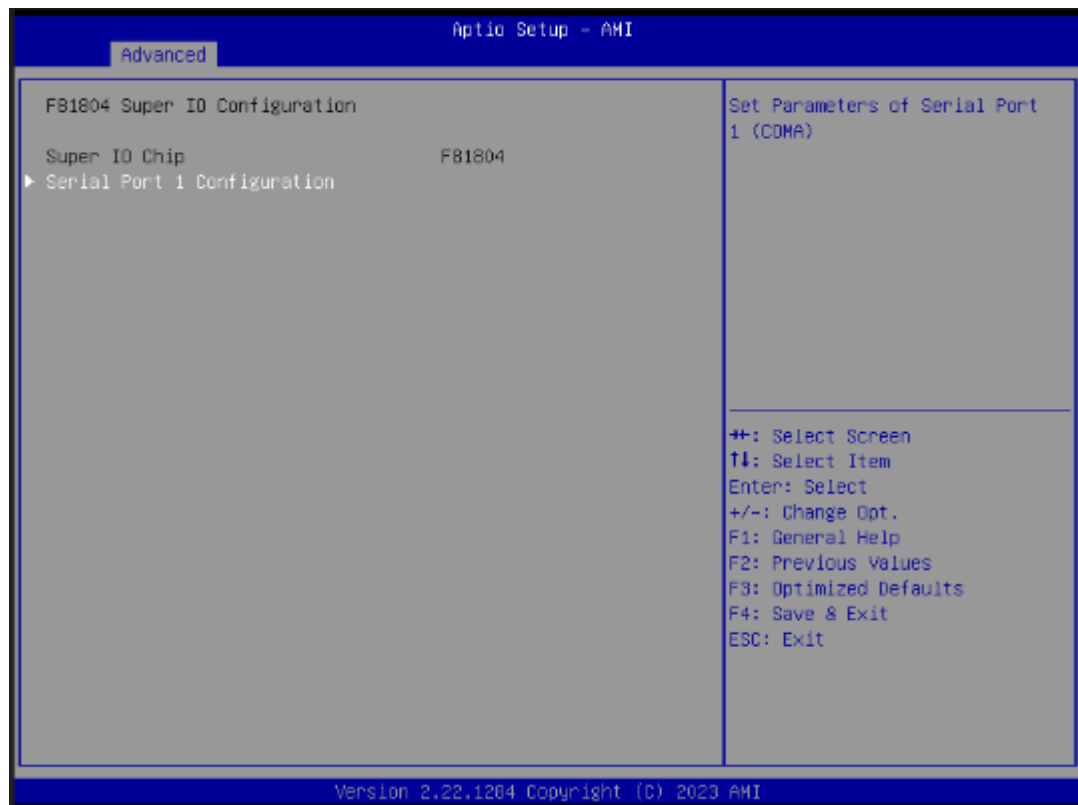 Aptio Setup - AMI
Advanced
F81804 Super IO Configuration
Super IO Chip F81804
▶ Serial Port 1 Configuration
Set Parameters of Serial Port
1 (COMA)
→←: Select Screen
↑↓: Select Item
Enter: Select
+/-: Change Opt.
F1: General Help
F2: Previous Values
F3: Optimized Defaults
F4: Save & Exit
ESC: Exit
Version 2.22.1284 Copyright (C) 2023 AMI